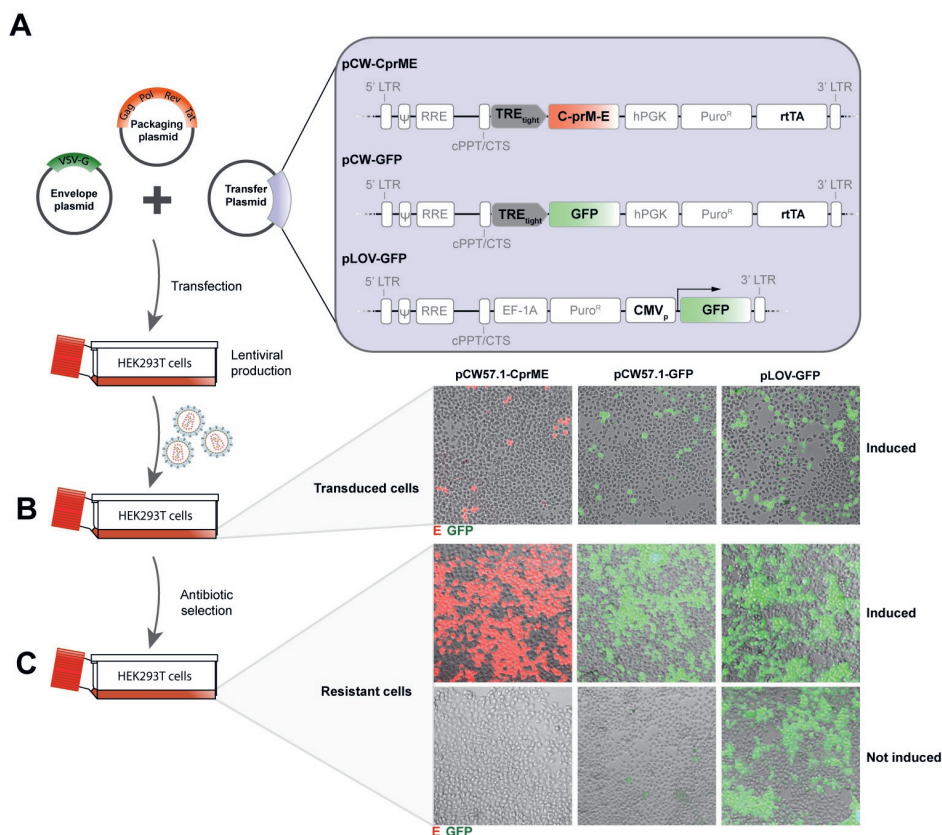 A
Gag Pol Rev Tat
Packaging
plasmid
VSV-G
Envelope
plasmid
+
Transfer
Plasmid
pCW-CprME
5’ LTR
3’ LTR
Ψ RRE TREtight C-prM-E hPGK PuroR rtTA
cPPT/CTS
pCW-GFP
5’ LTR
3’ LTR
Ψ RRE TREtight GFP hPGK PuroR rtTA
cPPT/CTS
pLOV-GFP
5’ LTR
3’ LTR
Ψ RRE EF-1A PuroR CMVp GFP
cPPT/CTS
Transfection
HEK293T cells
Lentiviral
production
pCW57.1-CprME pCW57.1-GFP pLOV-GFP
Induced
B
HEK293T cells
Transduced cells
E GFP
Antibiotic
selection
Induced
C
HEK293T cells
Resistant cells
Not induced
E GFP